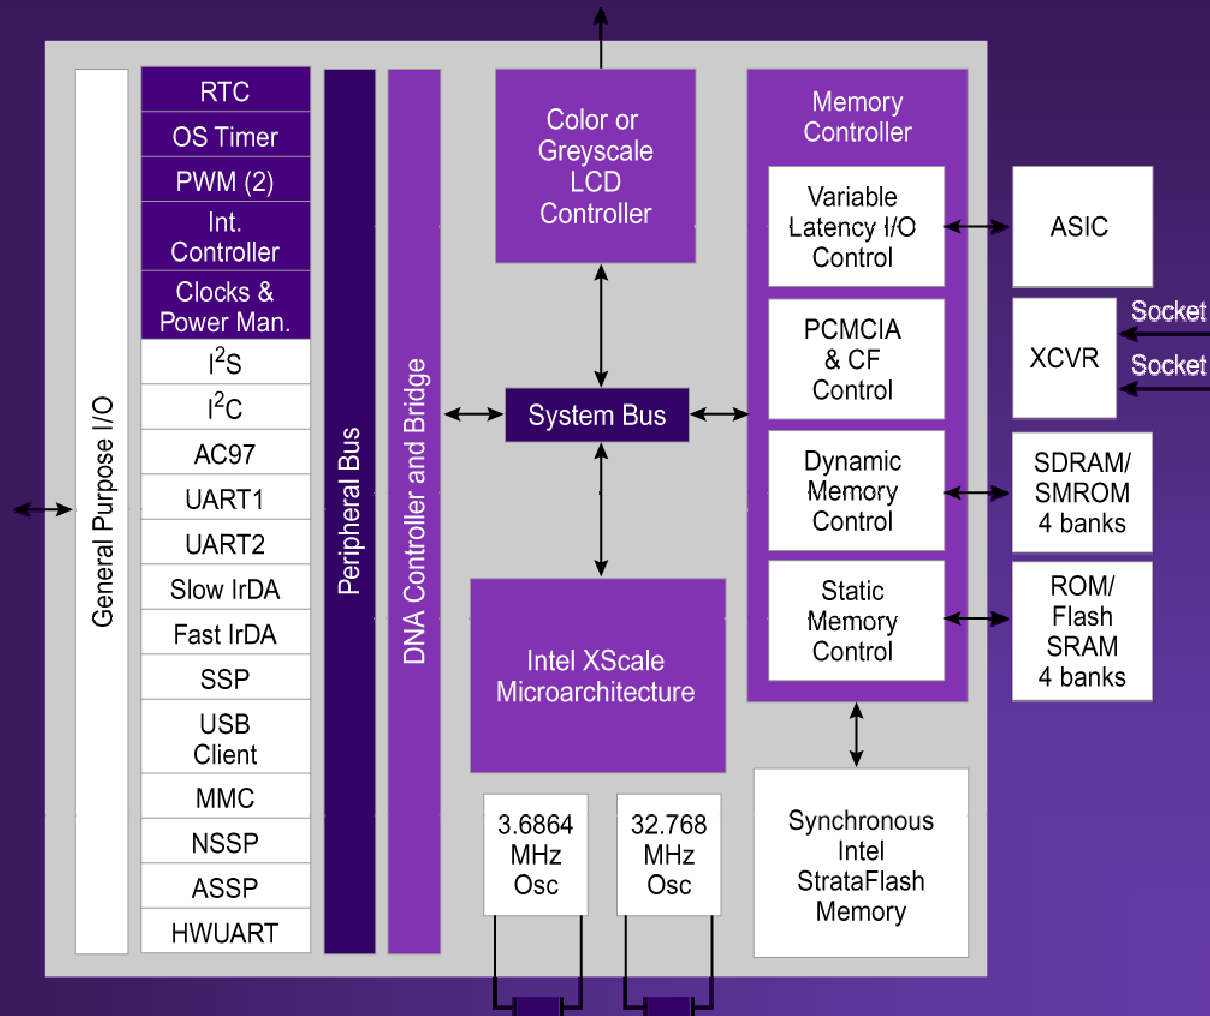 General Purpose I/O
RTC
OS Timer
PWM (2)
Int.
Controller
Clocks &
Power Man.
I²S
I²C
AC97
UART1
UART2
Slow IrDA
Fast IrDA
SSP
USB
Client
MMC
NSSP
ASSP
HWUART
Peripheral Bus
DNA Controller and Bridge
Color or
Greyscale
LCD
Controller
System Bus
Intel XScale
Microarchitecture
3.6864
MHz
Osc
32.768
MHz
Osc
Memory
Controller
Variable
Latency I/O
Control
PCMCIA
& CF
Control
Dynamic
Memory
Control
Static
Memory
Control
Synchronous
Intel
StrataFlash
Memory
ASIC
XCVR
Socket
Socket
SDRAM/
SMROM
4 banks
ROM/
Flash
SRAM
4 banks